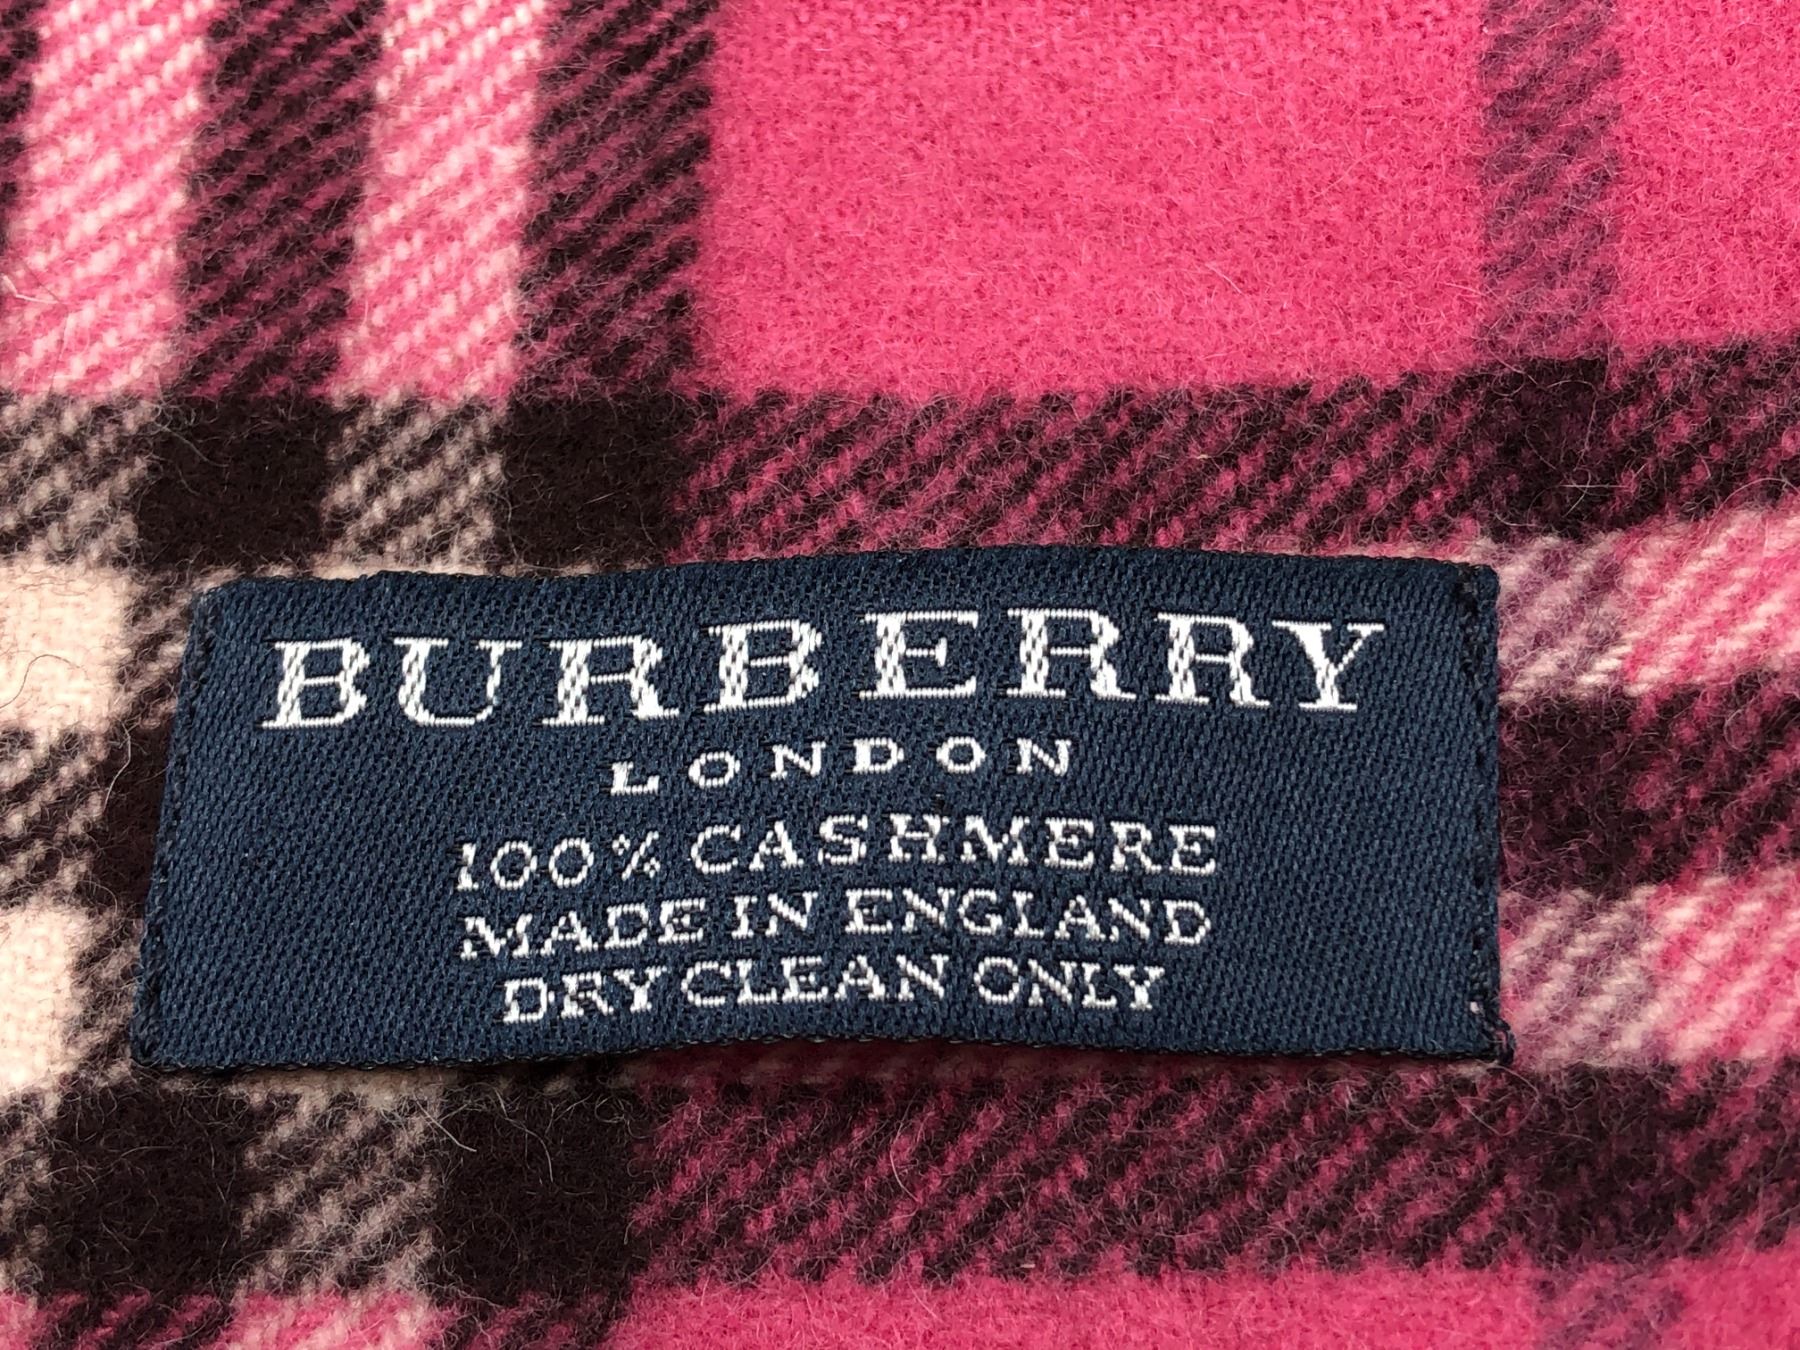 BURBERRY
LONDON
100% CASHMERE
MADE IN ENGLAND
DRY CLEAN ONLY